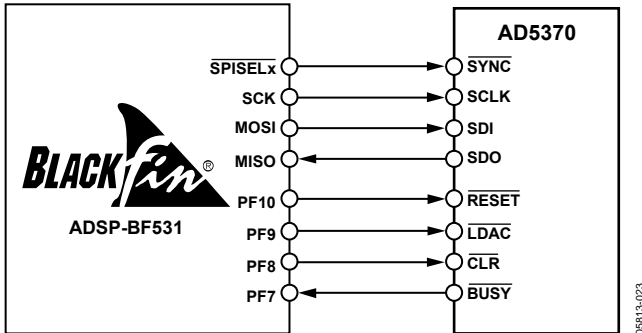 AD5370
SPISELx SYNC
SCK SCLK
MOSI SDI
MISO SDO
BLACKfin®
PF10 RESET
ADSP-BF531
PF9 LDAC
PF8 CLR
PF7 BUSY
05813-023